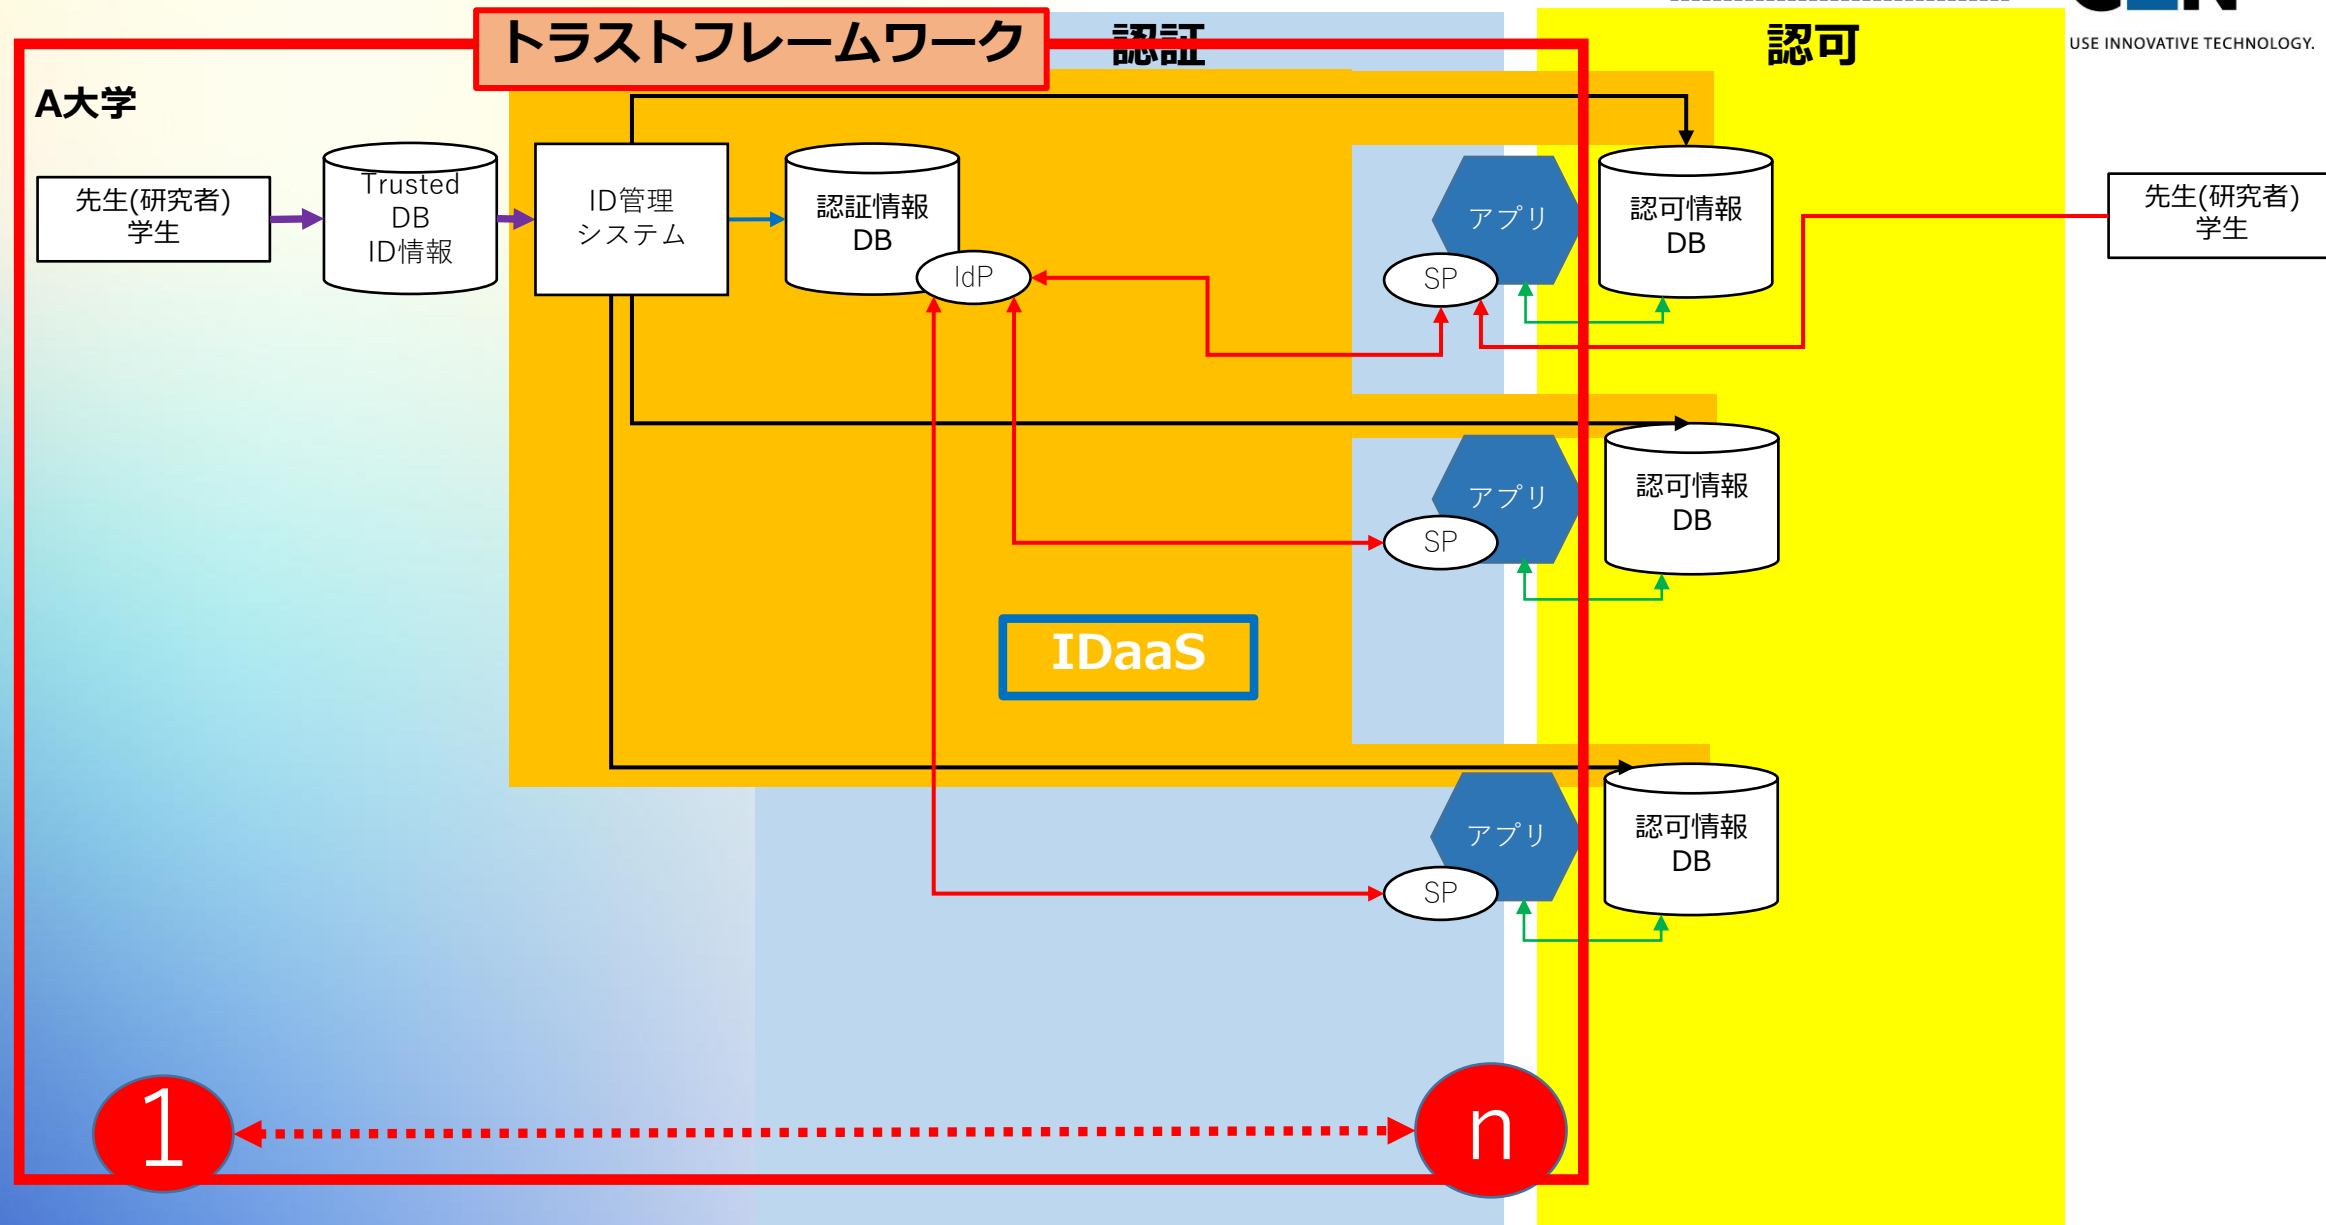 トラストフレームワーク
認証
認可
USE INNOVATIVE TECHNOLOGY.
A大学
先生(研究者)
学生
Trusted
DB
ID情報
ID管理
システム
認証情報
DB
IdP
アプリ
SP
認可情報
DB
先生(研究者)
学生
アプリ
SP
認可情報
DB
IDaaS
アプリ
SP
認可情報
DB
1
n